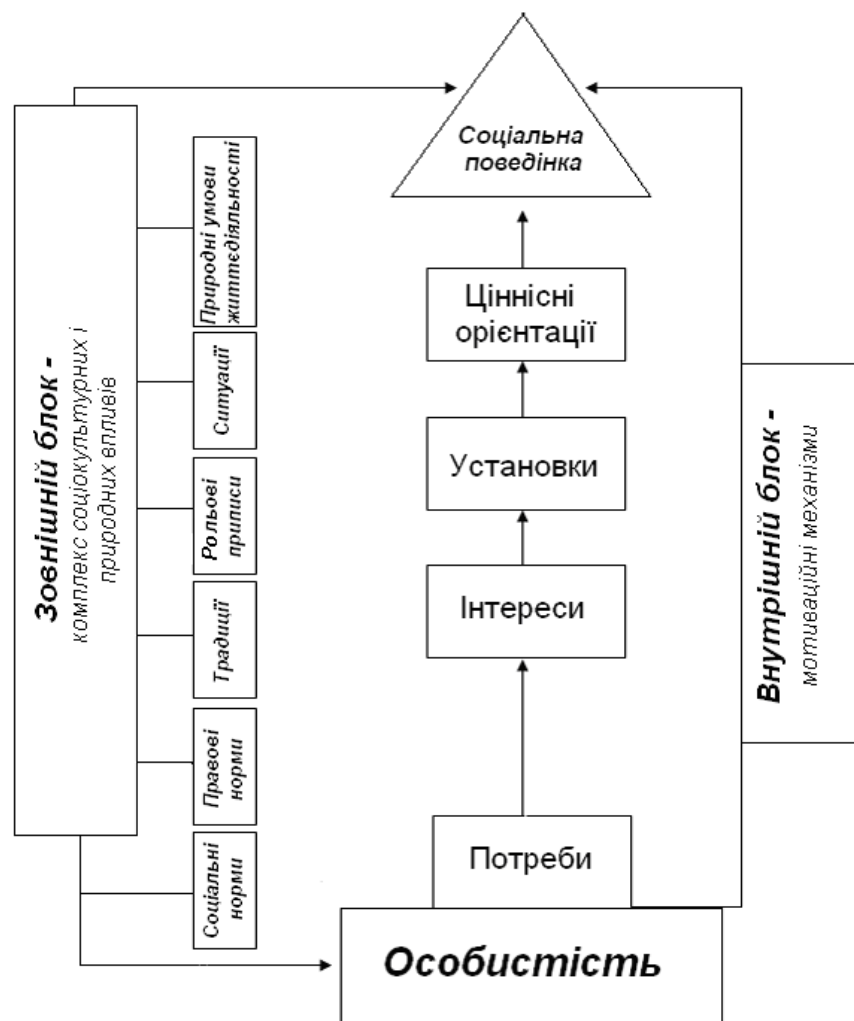 Соціальна
поведінка
Зовнішній блок -
комплекс соціокультурних і
природних впливів
Природні умови
життєдіяльності
Ситуації
Рольові
приписи
Традиції
Правові
норми
Соціальні
норми
Ціннісні
орієнтації
Установки
Інтереси
Потреби
Особистість
Внутрішній блок -
мотиваційні механізми